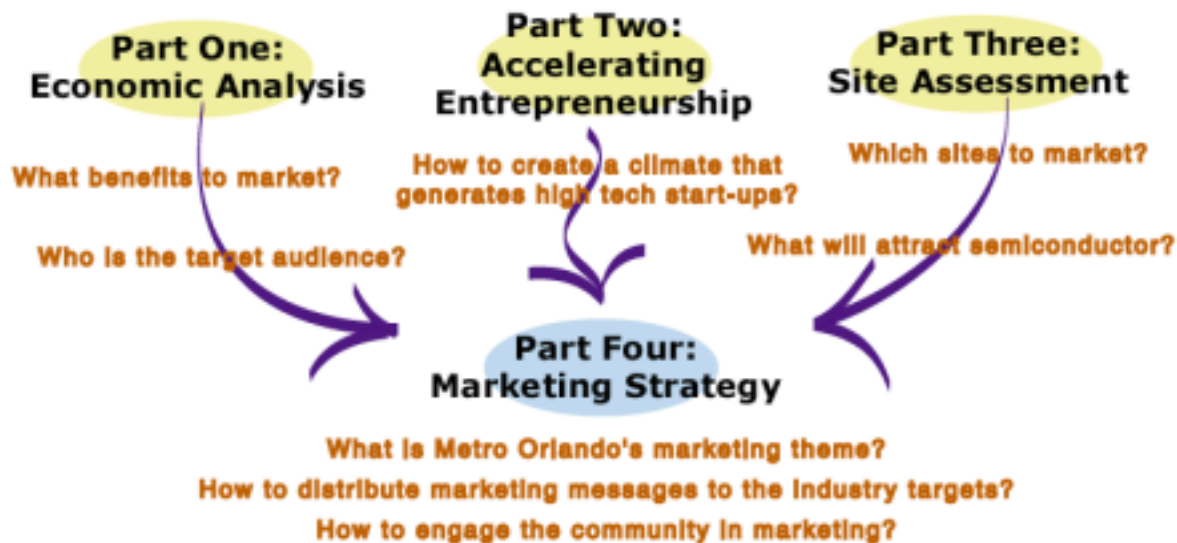 Part One:
Economic Analysis
What benefits to market?
Who is the target audience?
Part Two:
Accelerating
Entrepreneurship
How to create a climate that
generates high tech start-ups?
Part Three:
Site Assessment
Which sites to market?
What will attract semiconductor?
Part Four:
Marketing Strategy
What is Metro Orlando's marketing theme?
How to distribute marketing messages to the industry targets?
How to engage the community in marketing?